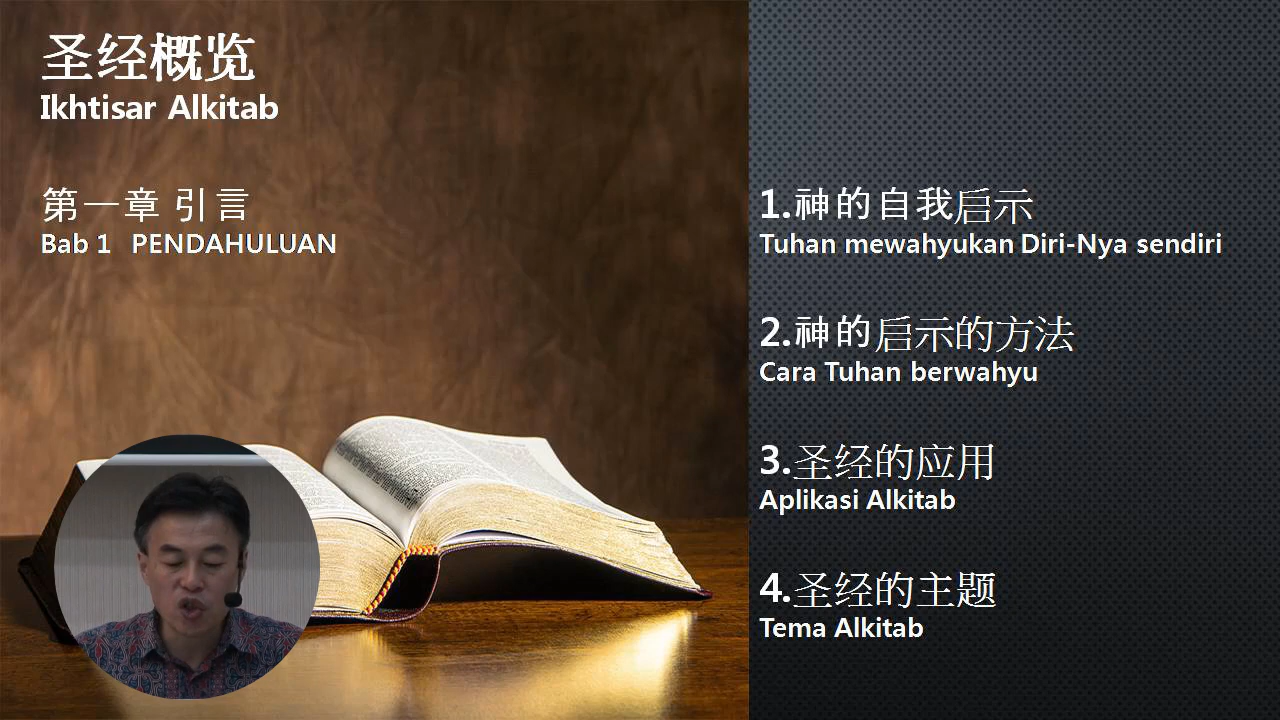 圣经概览
Ikhtisar Alkitab
第一章 引言
Bab 1 PENDAHULUAN
1.神的自我启示
Tuhan mewahyukan Diri-Nya sendiri
2.神的启示的方法
Cara Tuhan berwahyu
3.圣经的应用
Aplikasi Alkitab
4.圣经的主题
Tema Alkitab